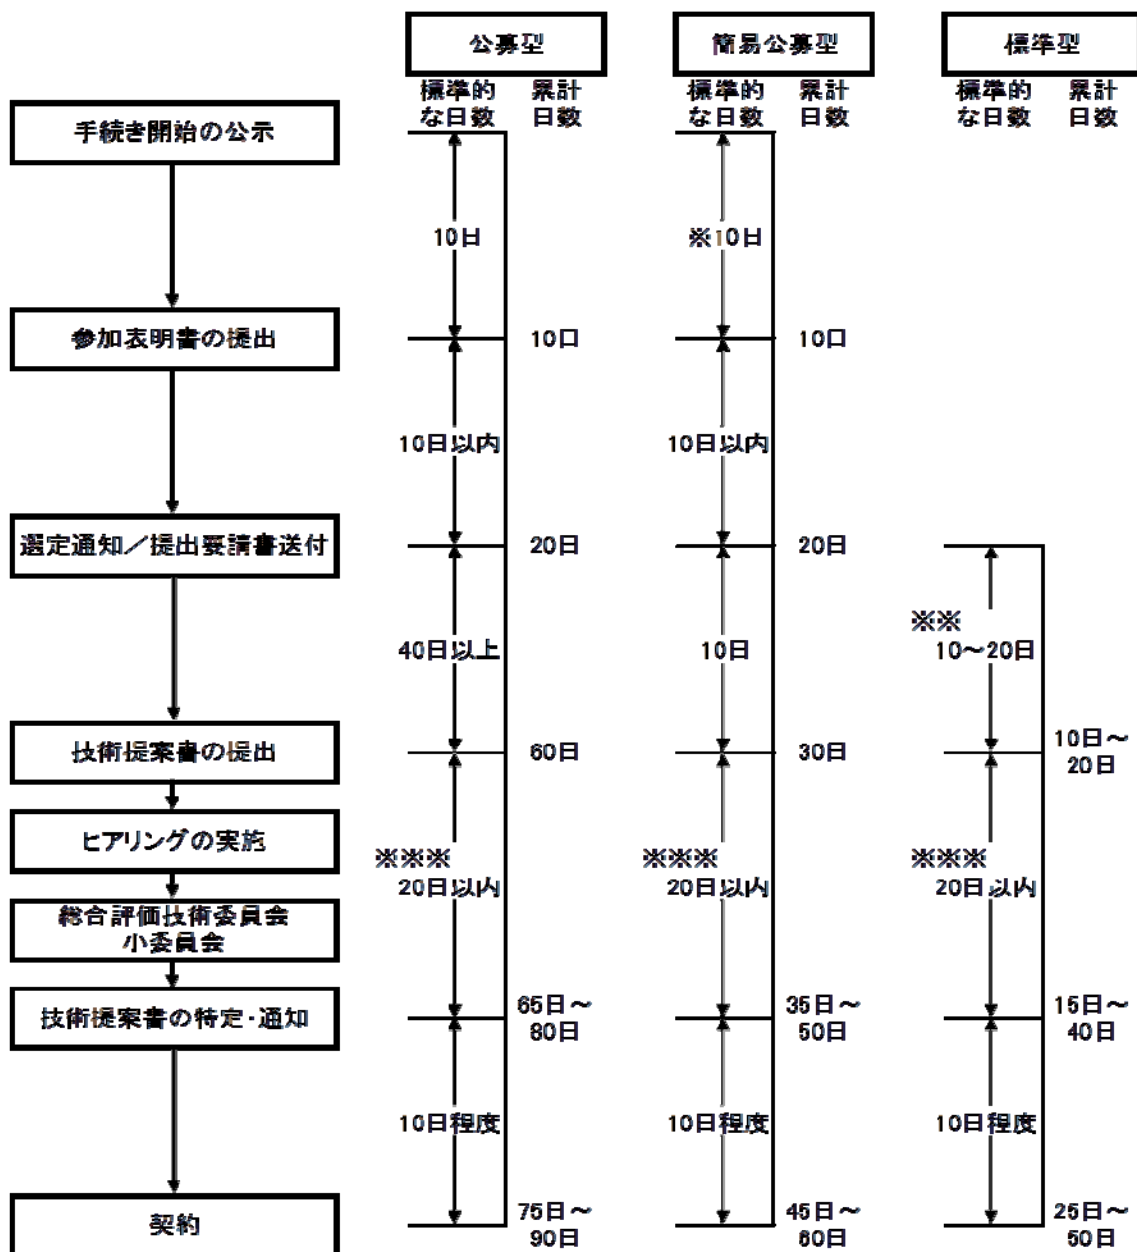 公募型
簡易公募型
標準型
標準的
な日数
累計
日数
標準的
な日数
累計
日数
標準的
な日数
累計
日数
手続き開始の公示
10日
※10日
参加表明書の提出
10日
10日
10日以内
10日以内
選定通知／提出要請書送付
20日
20日
40日以上
10日
※※
10～20日
技術提案書の提出
60日
30日
10日～
20日
ヒアリングの実施
※※※
20日以内
※※※
20日以内
※※※
20日以内
総合評価技術委員会
小委員会
技術提案書の特定・通知
65日～
80日
35日～
50日
15日～
40日
10日程度
10日程度
10日程度
契約
75日～
90日
45日～
60日
25日～
50日